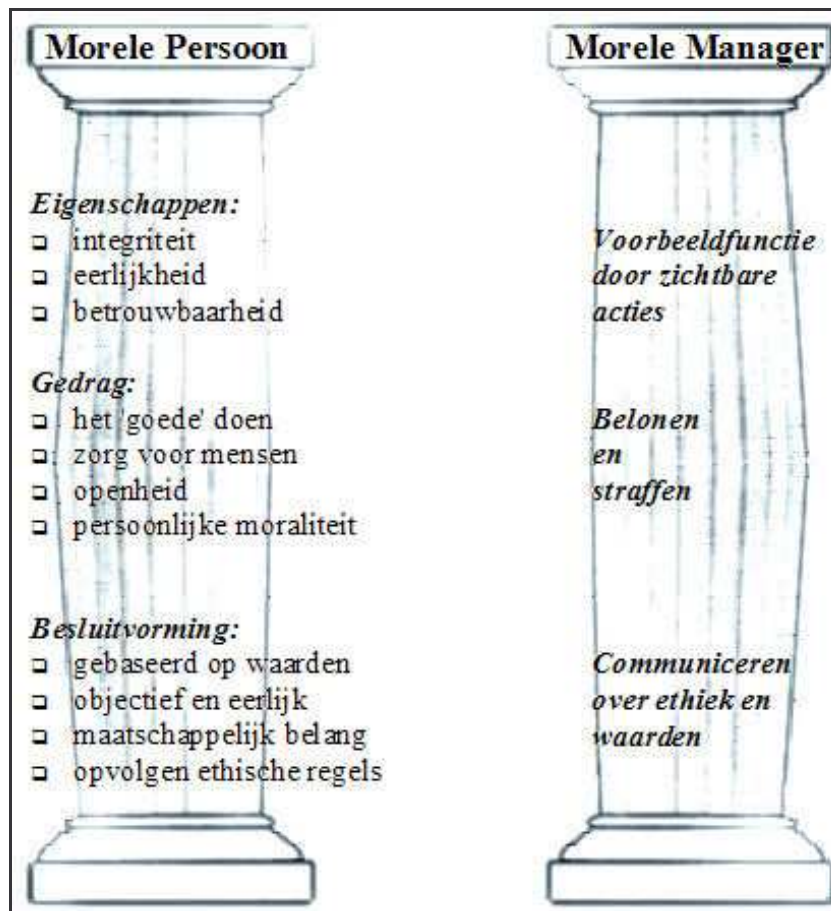 Morele Persoon
Eigenschappen:
❑ integriteit
❑ eerlijkheid
❑ betrouwbaarheid
Gedrag:
❑ het 'goede' doen
❑ zorg voor mensen
❑ openheid
❑ persoonlijke moraliteit
Besluitvorming:
❑ gebaseerd op waarden
❑ objectief en eerlijk
❑ maatschappelijk belang
❑ opvolgen ethische regels
Morele Manager
Voorbeeldfunctie
door zichtbare
acties
Belonen
en
straffen
Communiceren
over ethiek en
waarden